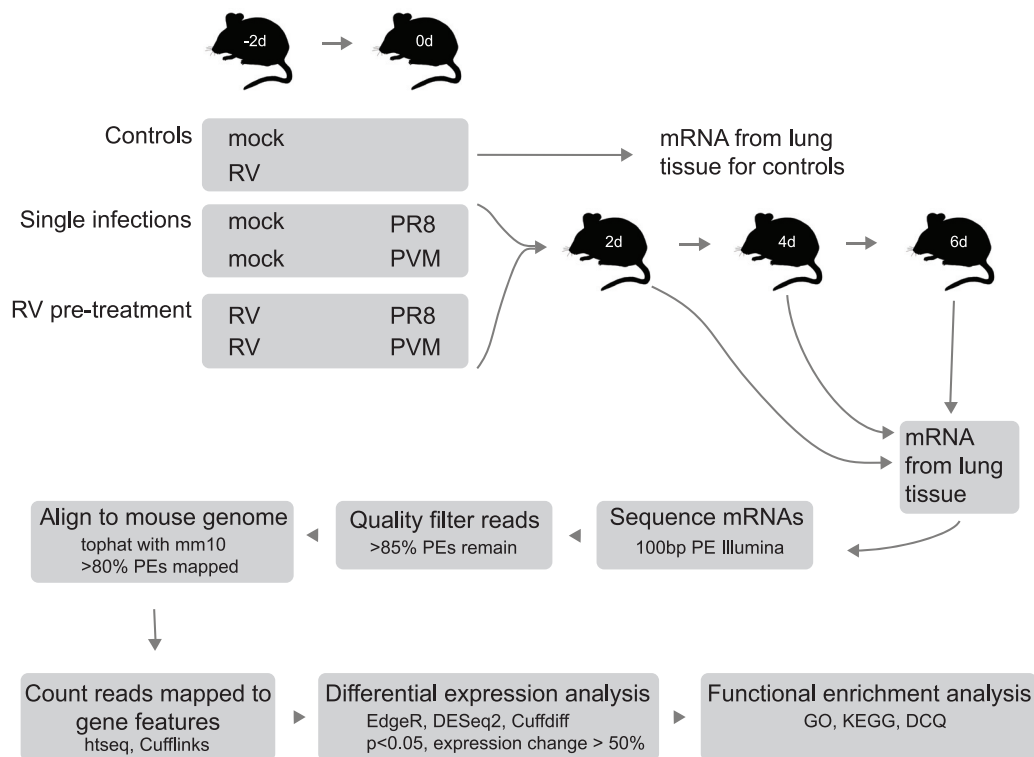 -2d
0d
Controls
mock
RV
mRNA from lung
tissue for controls
Single infections
mock PR8
mock PVM
2d
4d
6d
RV pre-treatment
RV PR8
RV PVM
mRNA
from lung
tissue
Align to mouse genome
tophat with mm10
>80% PEs mapped
Quality filter reads
>85% PEs remain
Sequence mRNAs
100bp PE Illumina
Count reads mapped to
gene features
htseq, Cufflinks
Differential expression analysis
EdgeR, DESeq2, Cuffdiff
p<0.05, expression change > 50%
Functional enrichment analysis
GO, KEGG, DCQ